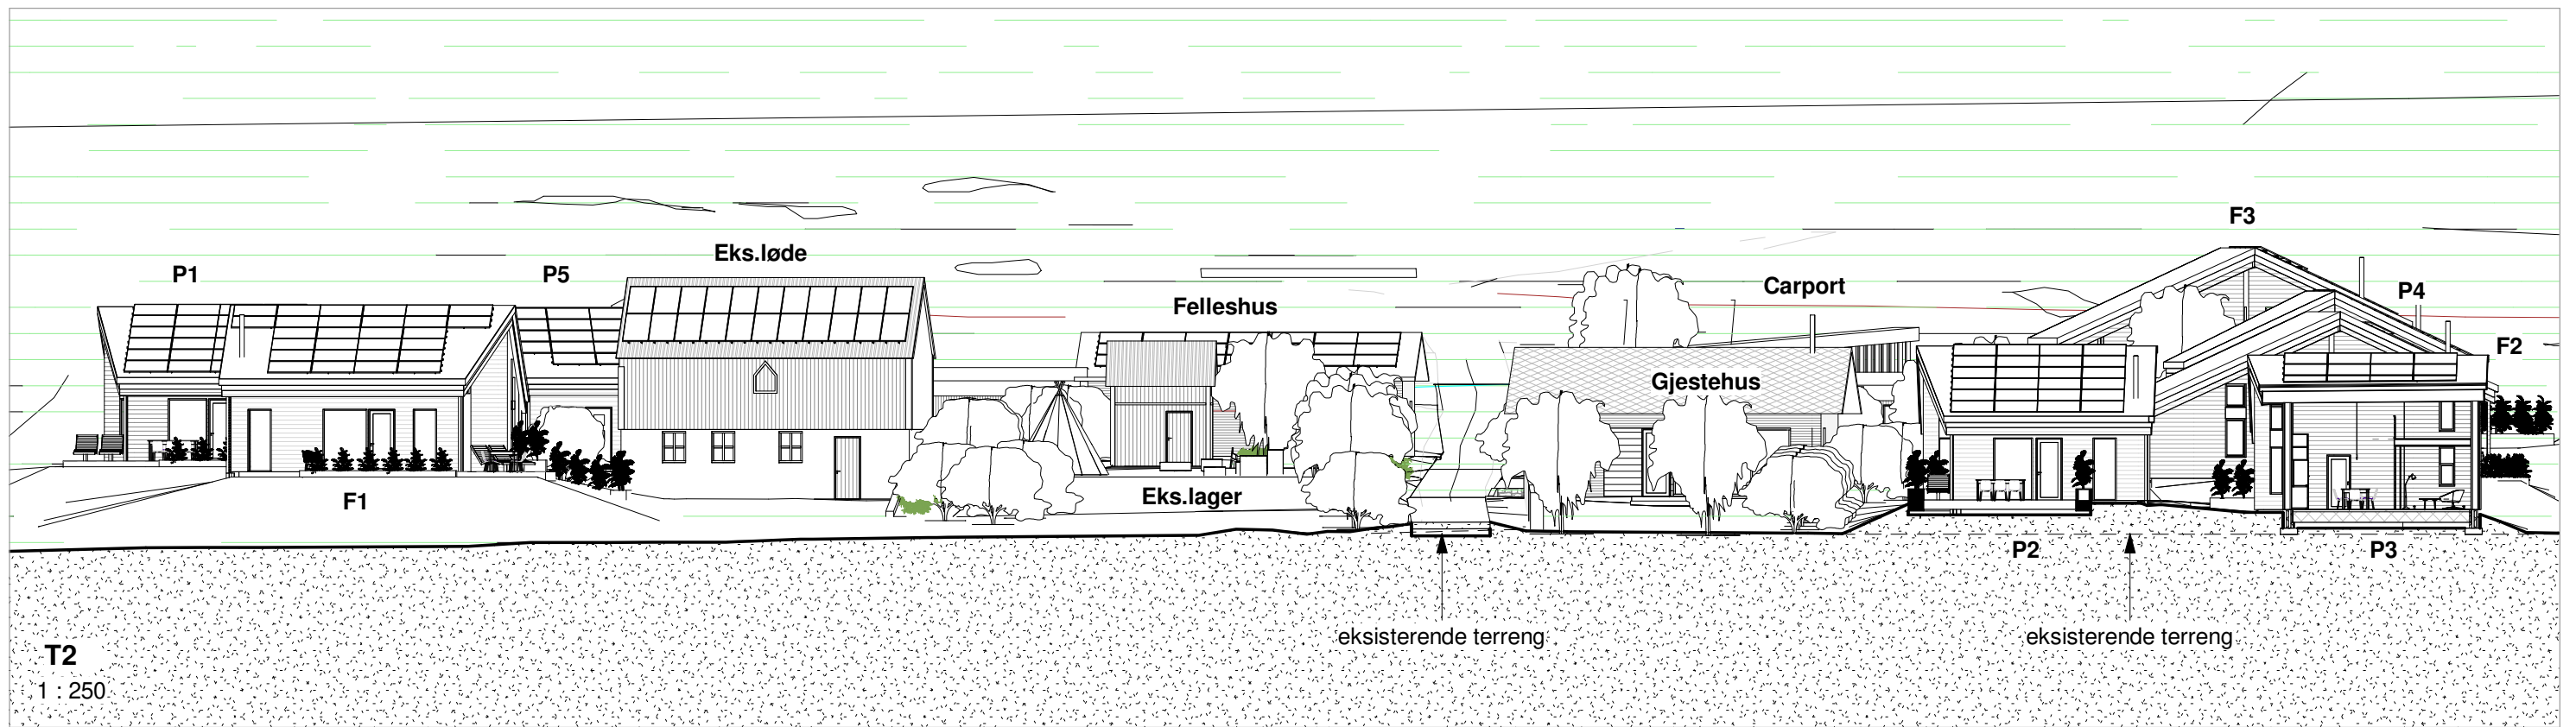 F3
Eks.løde
P1
P5
Carport
P4
Felleshus
F2
Gjestehus
F1
Eks.lager
P2
P3
eksisterende terreng
eksisterende terreng
T2
1 : 250